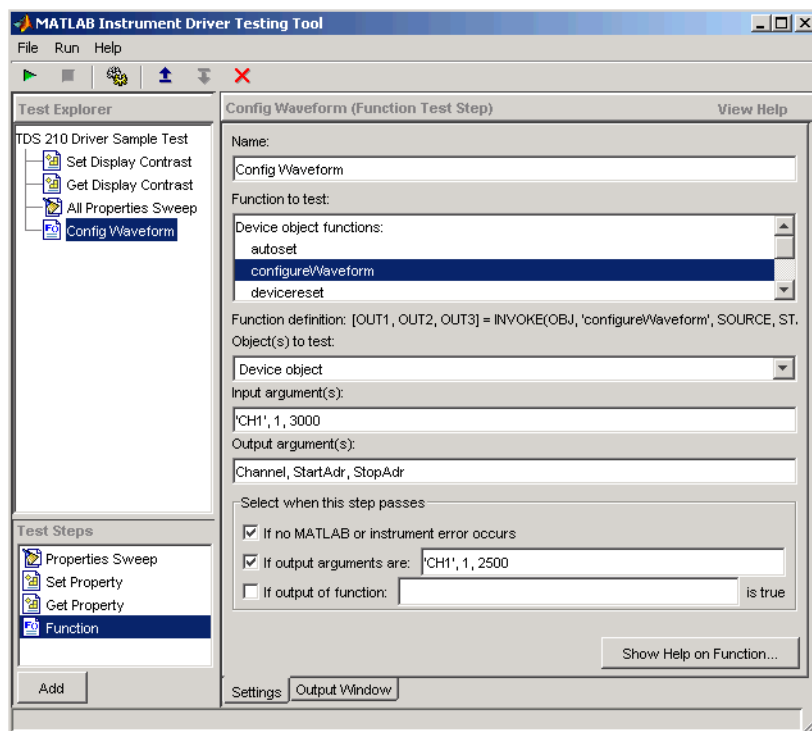 MATLAB Instrument Driver Testing Tool
File Run Help
Test Explorer
TDS 210 Driver Sample Test
Set Display Contrast
Get Display Contrast
All Properties Sweep
Config Waveform
Test Steps
Properties Sweep
Set Property
Get Property
Function
Add
Config Waveform (Function Test Step) View Help
Name:
Config Waveform
Function to test:
Device object functions:
autoset
configureWaveform
devicereset
Function definition: [OUT1, OUT2, OUT3] = INVOKE(OBJ, 'configureWaveform', SOURCE, ST.
Object(s) to test:
Device object
Input argument(s):
'CH1', 1, 3000
Output argument(s):
Channel, StartAdr, StopAdr
Select when this step passes
If no MATLAB or instrument error occurs
If output arguments are: 'CH1', 1, 2500
If output of function: is true
Show Help on Function...
Settings Output Window